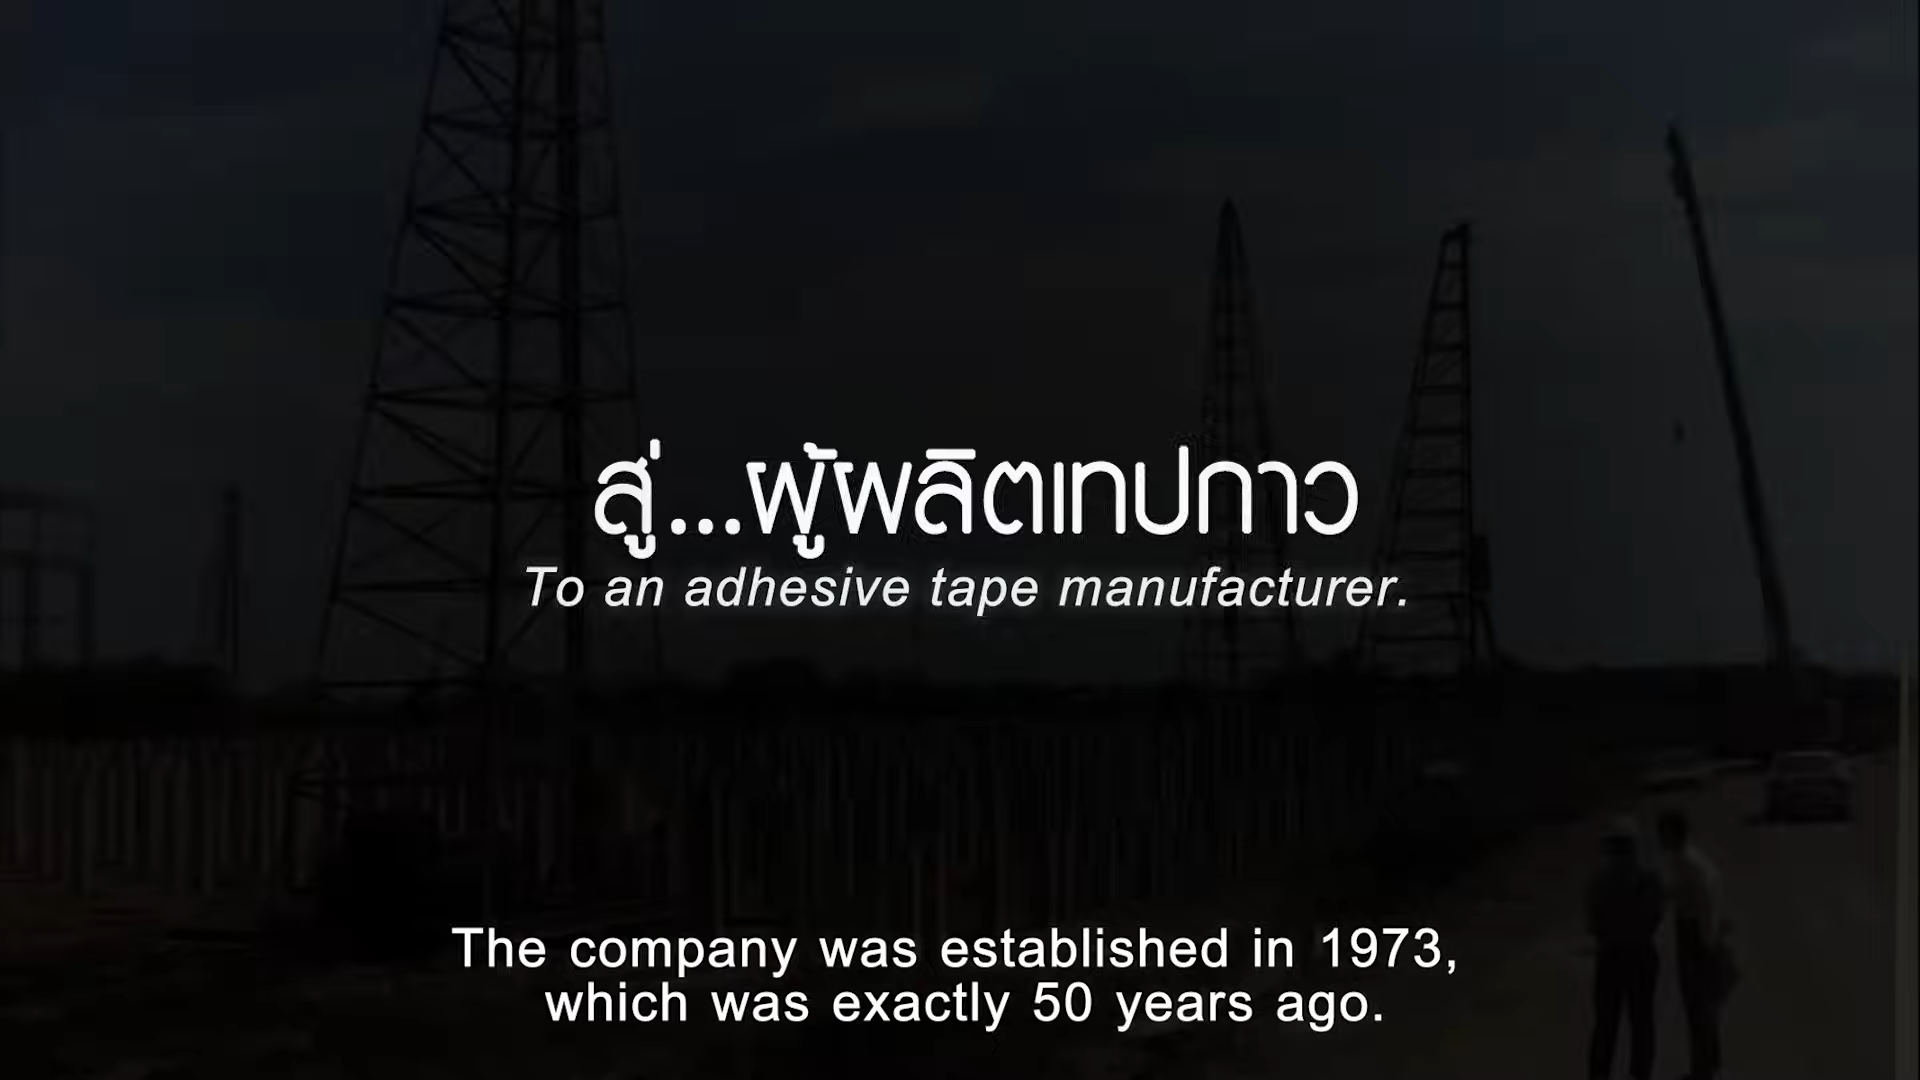 สู่...ผู้ผลิตเทปกาว
To an adhesive tape manufacturer.
The company was established in 1973,
which was exactly 50 years ago.